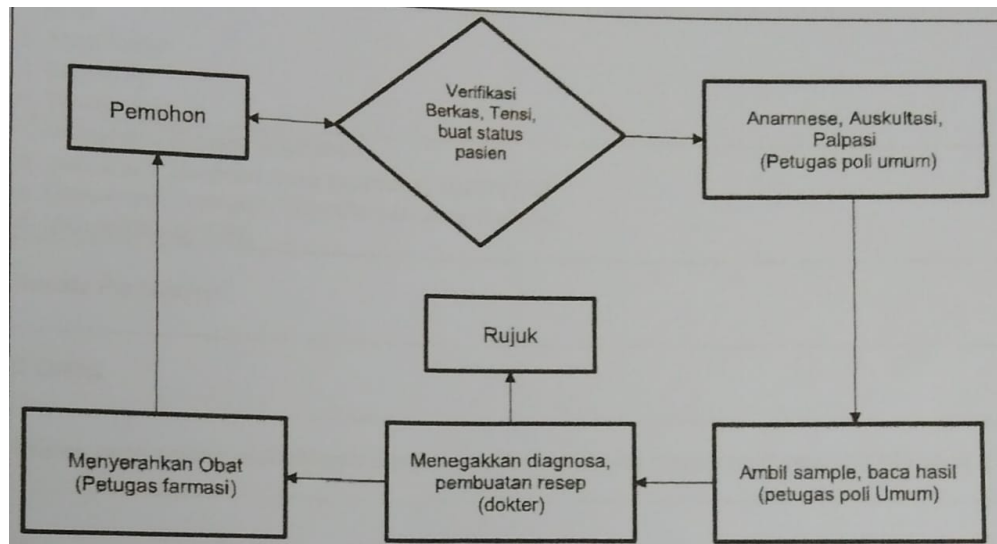 Pemohon
Verifikasi
Berkas, Tensi,
buat status
pasien
Anamnese, Auskultasi,
Palpasi
(Petugas poli umum)
Rujuk
Menyerahkan Obat
(Petugas farmasi)
Menegakkan diagnosa,
pembuatan resep
(dokter)
Ambil sample, baca hasil
(petugas poli Umum)